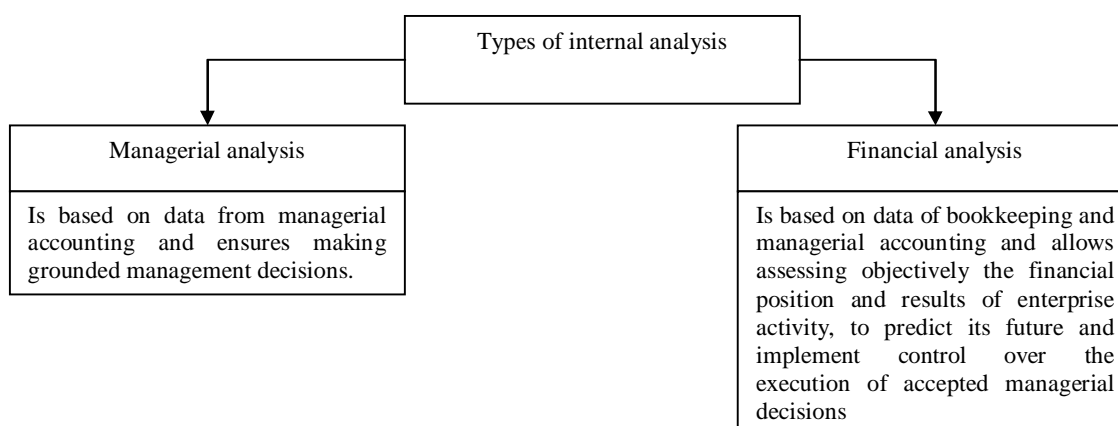 Types of internal analysis
Managerial analysis
Is based on data from managerial
accounting and ensures making
grounded management decisions.
Financial analysis
Is based on data of bookkeeping and
managerial accounting and allows
assessing objectively the financial
position and results of enterprise
activity, to predict its future and
implement control over the
execution of accepted managerial
decisions